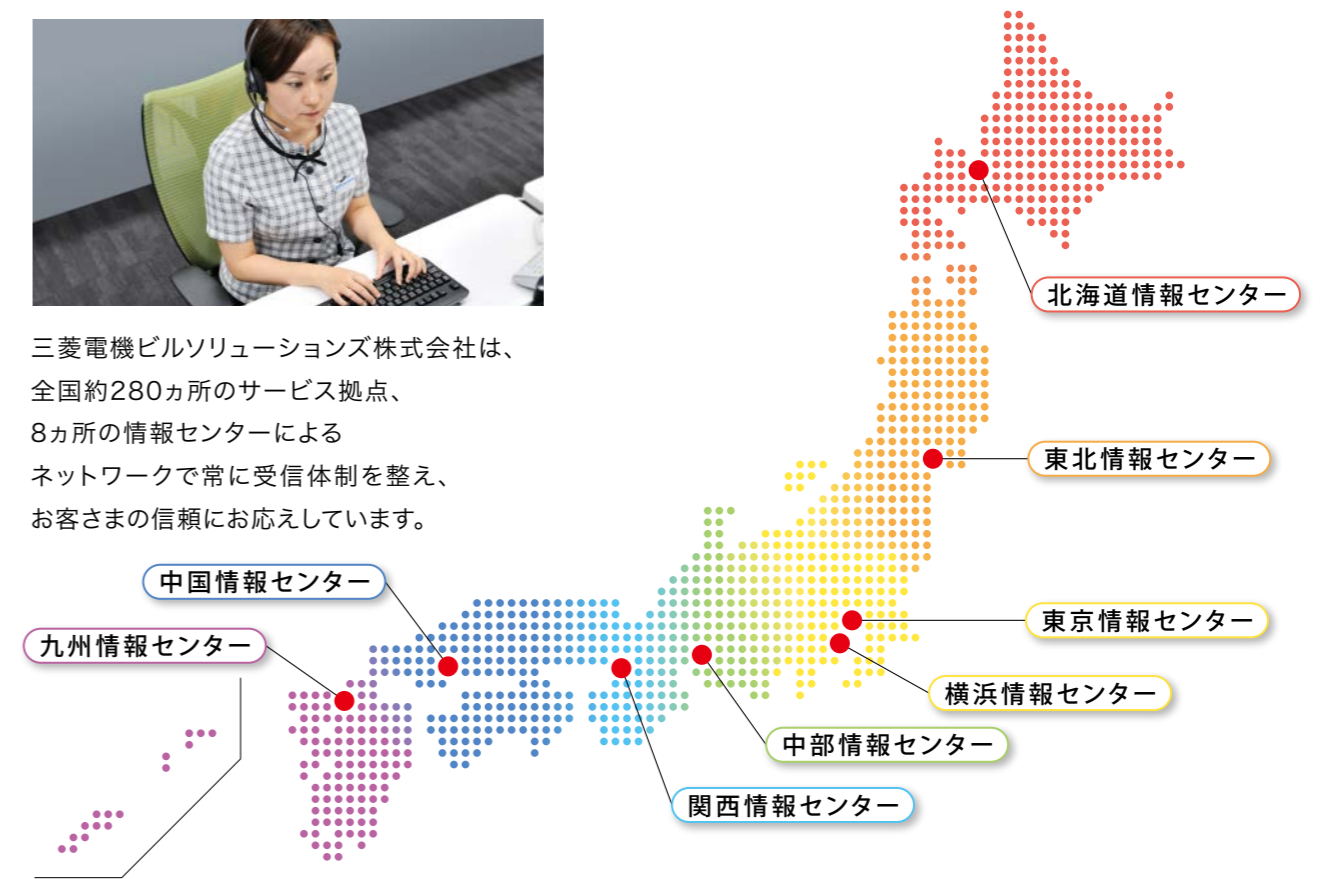 三菱電機ビルソリューションズ株式会社は、
全国約280ヵ所のサービス拠点、
8ヵ所の情報センターによる
ネットワークで常に受信体制を整え、
お客さまの信頼にお応えしています。
北海道情報センター
東北情報センター
東京情報センター
横浜情報センター
中部情報センター
関西情報センター
中国情報センター
九州情報センター